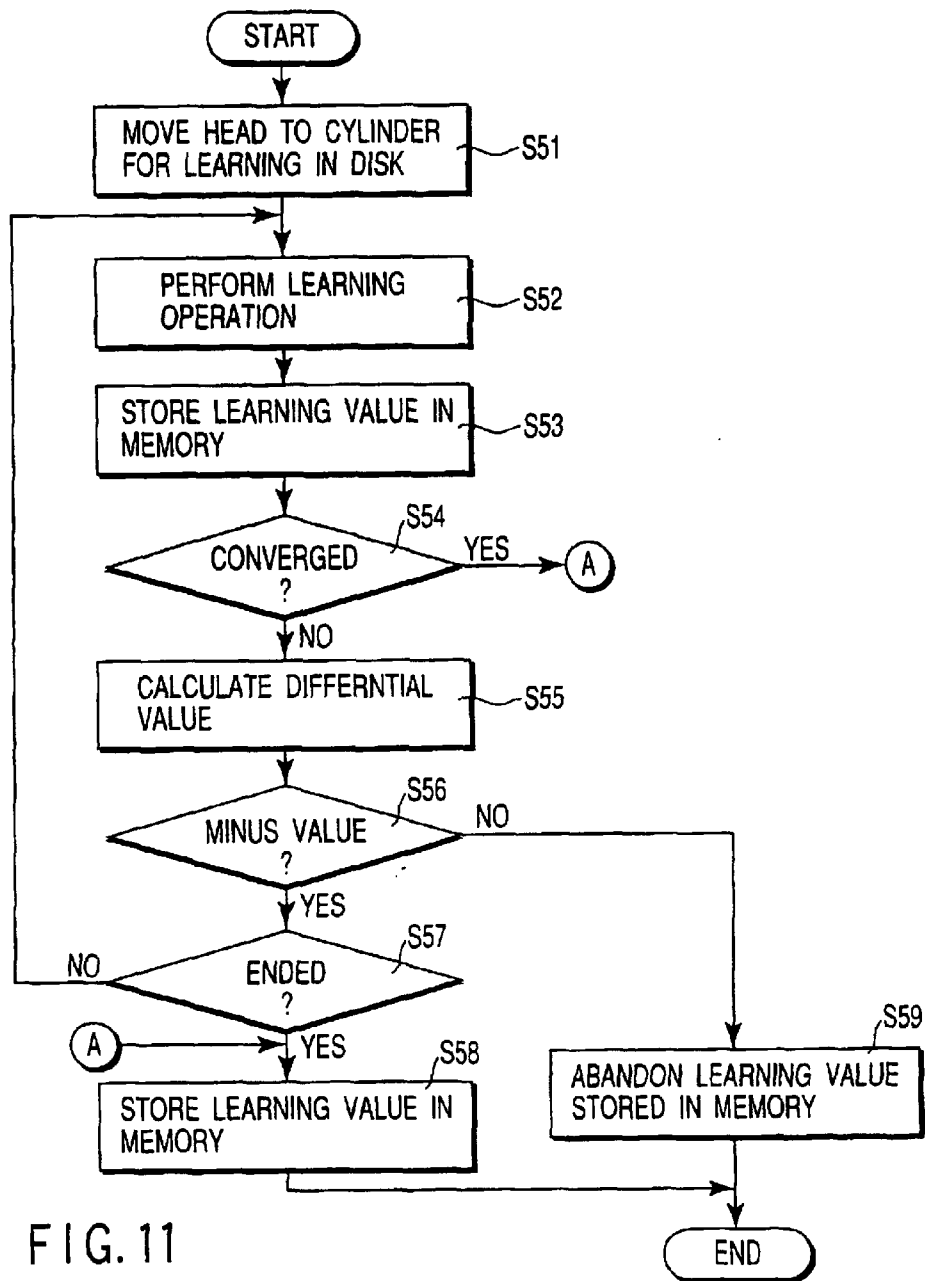 START
MOVE HEAD TO CYLINDER
FOR LEARNING IN DISK
S51
PERFORM LEARNING
OPERATION
S52
STORE LEARNING VALUE IN
MEMORY
S53
S54
CONVERGED
?
YES
A
NO
CALCULATE DIFFERNTIAL
VALUE
S55
S56
MINUS VALUE
?
NO
YES
S57
ENDED
?
NO
A
YES
S58
STORE LEARNING VALUE IN
MEMORY
S59
ABANDON LEARNING VALUE
STORED IN MEMORY
END
FIG. 11